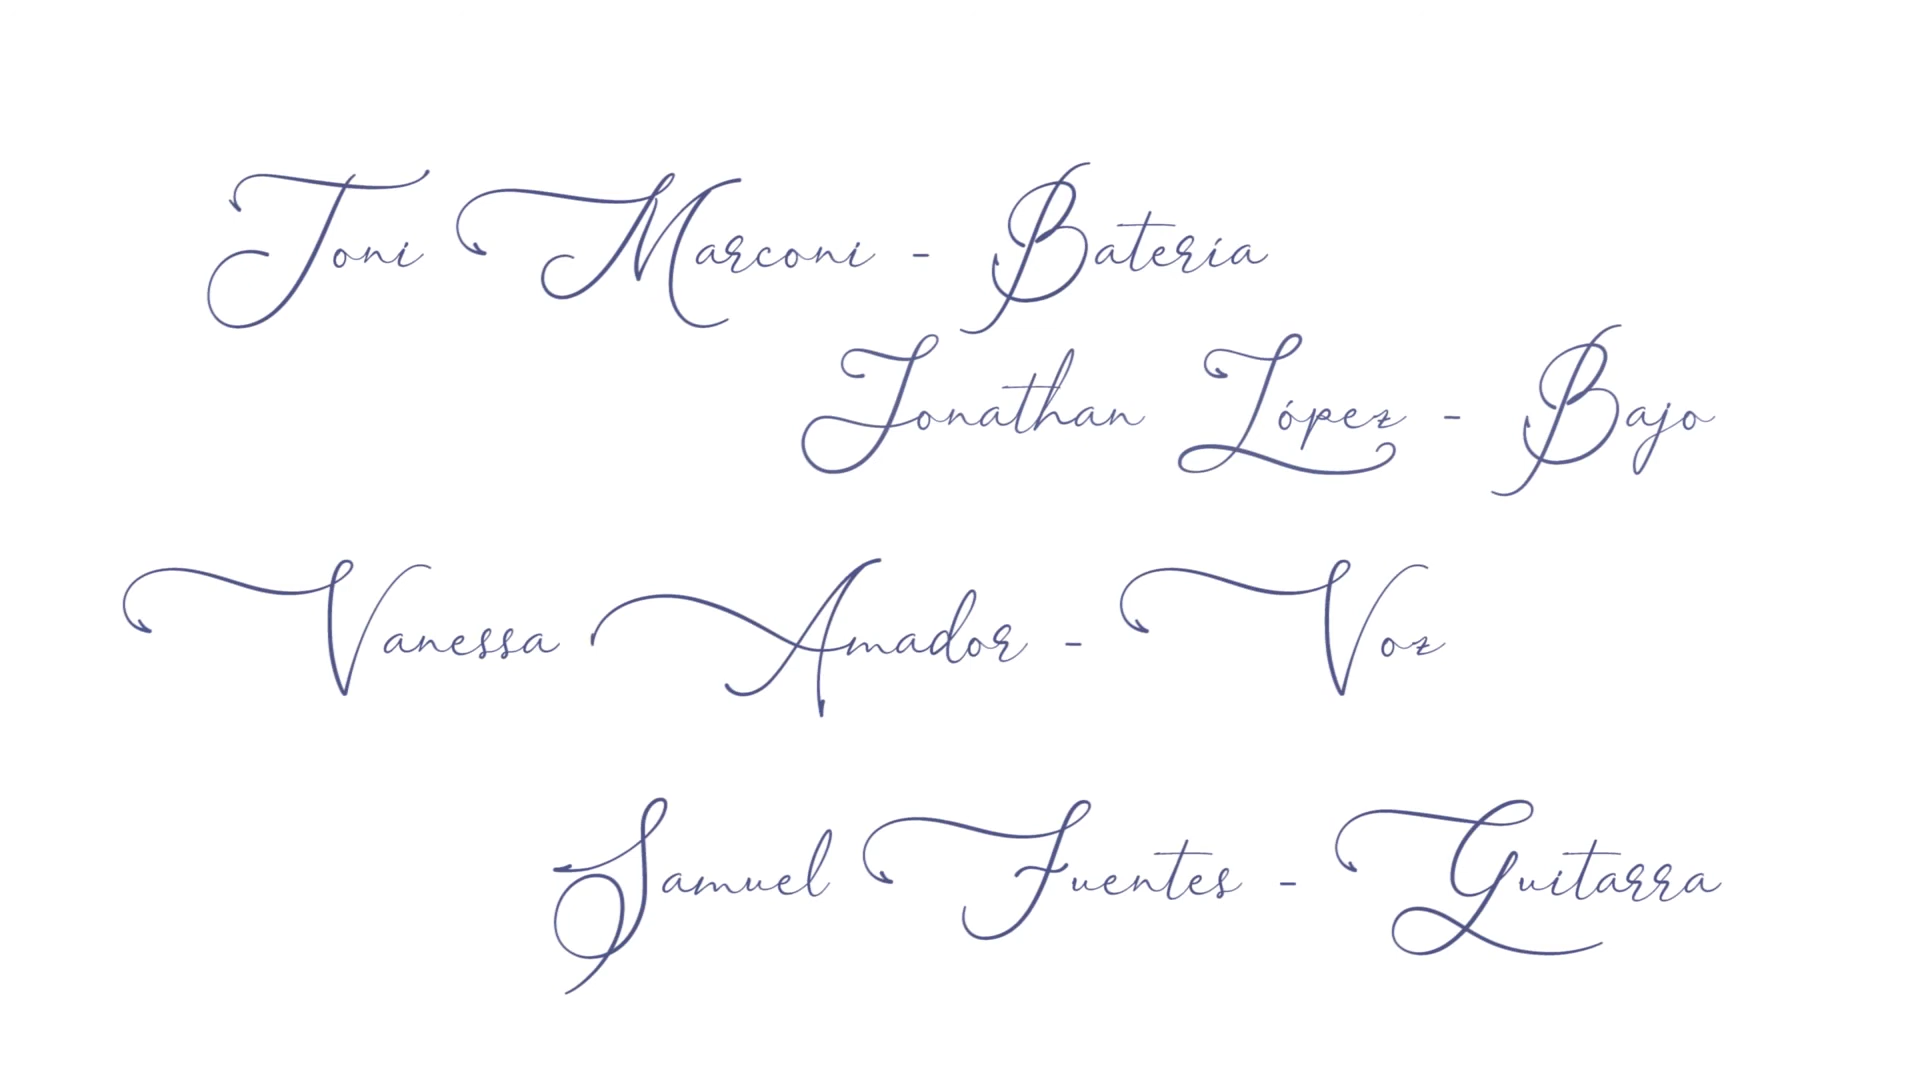 Toni Marconi - Batería
Jonathan López - Bajo
Vanessa Amador - Voz
Samuel Fuentes - Guitarra